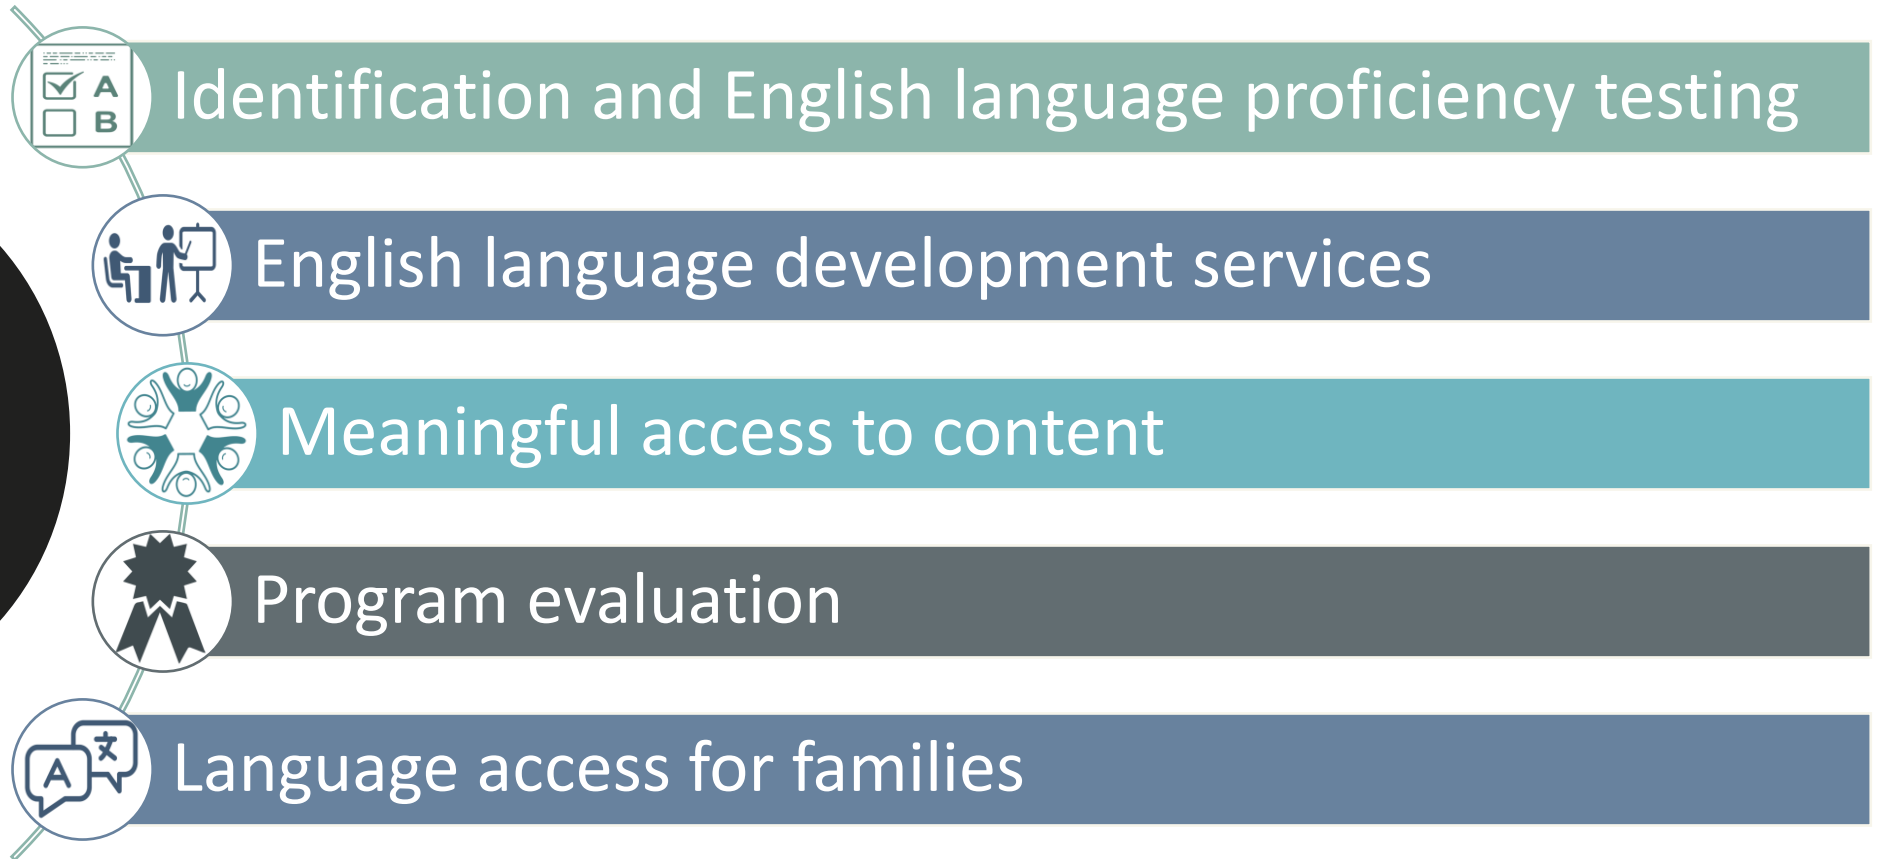 A
B
Identification and English language proficiency testing
English language development services
Meaningful access to content
Program evaluation
A 文
Language access for families